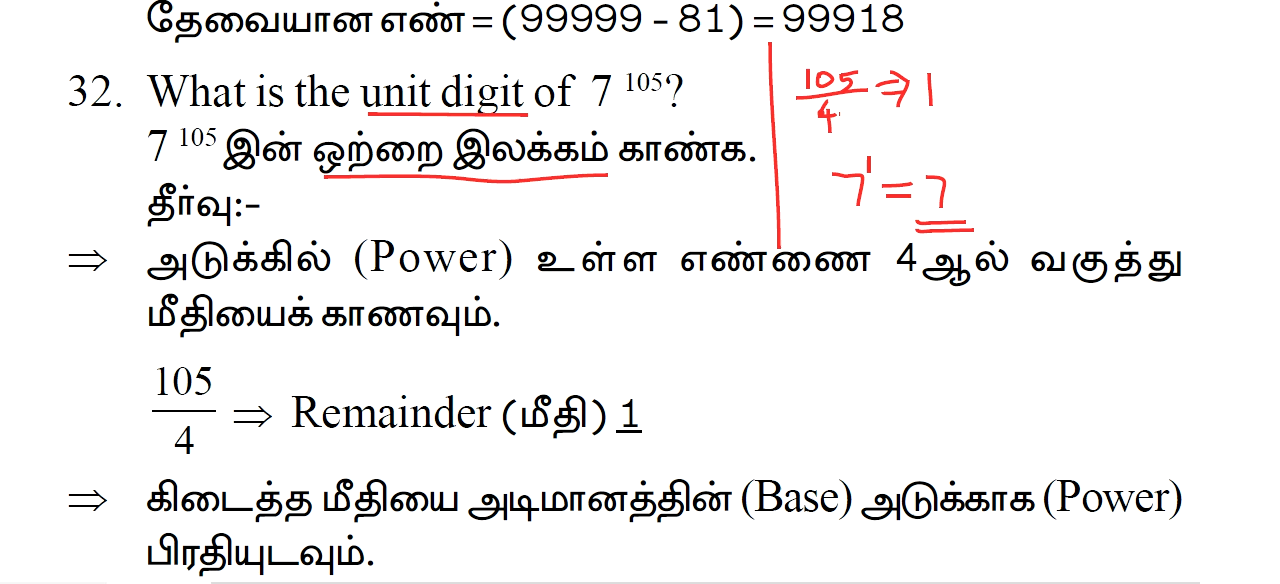 தேவையான எண் = (99999 - 81) = 99918
32. What is the unit digit of 7 ¹⁰⁵?
7 ¹⁰⁵ இன் ஒற்றை இலக்கம் காண்க.
தீர்வு:-
105/4 ⇒ 1
7¹ = 7
⇒ அடுக்கில் (Power) உள்ள எண்ணை 4ஆல் வகுத்து
மீதியைக் காணவும்.
105/4 ⇒ Remainder (மீதி) 1
⇒ கிடைத்த மீதியை அடிமானத்தின் (Base) அடுக்காக (Power)
பிரதியுடவும்.